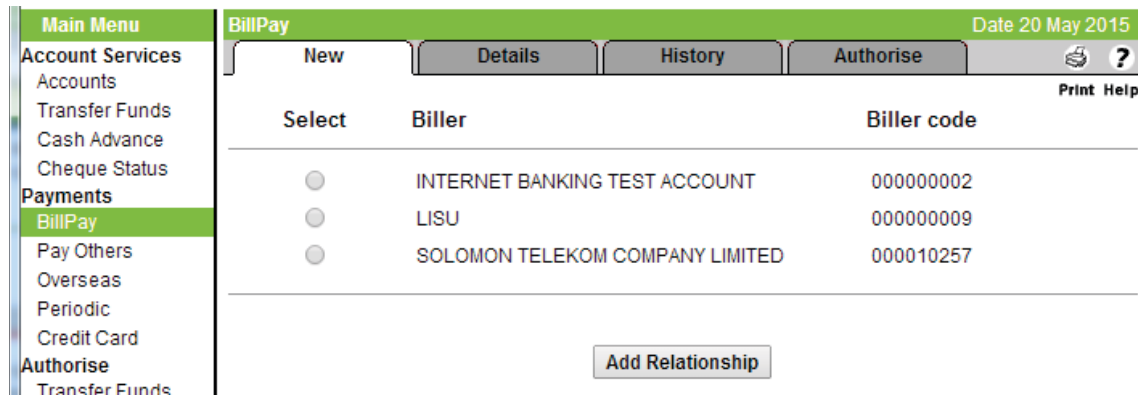 Main Menu
Account Services
Accounts
Transfer Funds
Cash Advance
Cheque Status
Payments
BillPay
Pay Others
Overseas
Periodic
Credit Card
Authorise
Transfer Funds
BillPay Date 20 May 2015
New Details History Authorise
Print Help
Select Biller Biller code
INTERNET BANKING TEST ACCOUNT 000000002
LISU 000000009
SOLOMON TELEKOM COMPANY LIMITED 000010257
Add Relationship